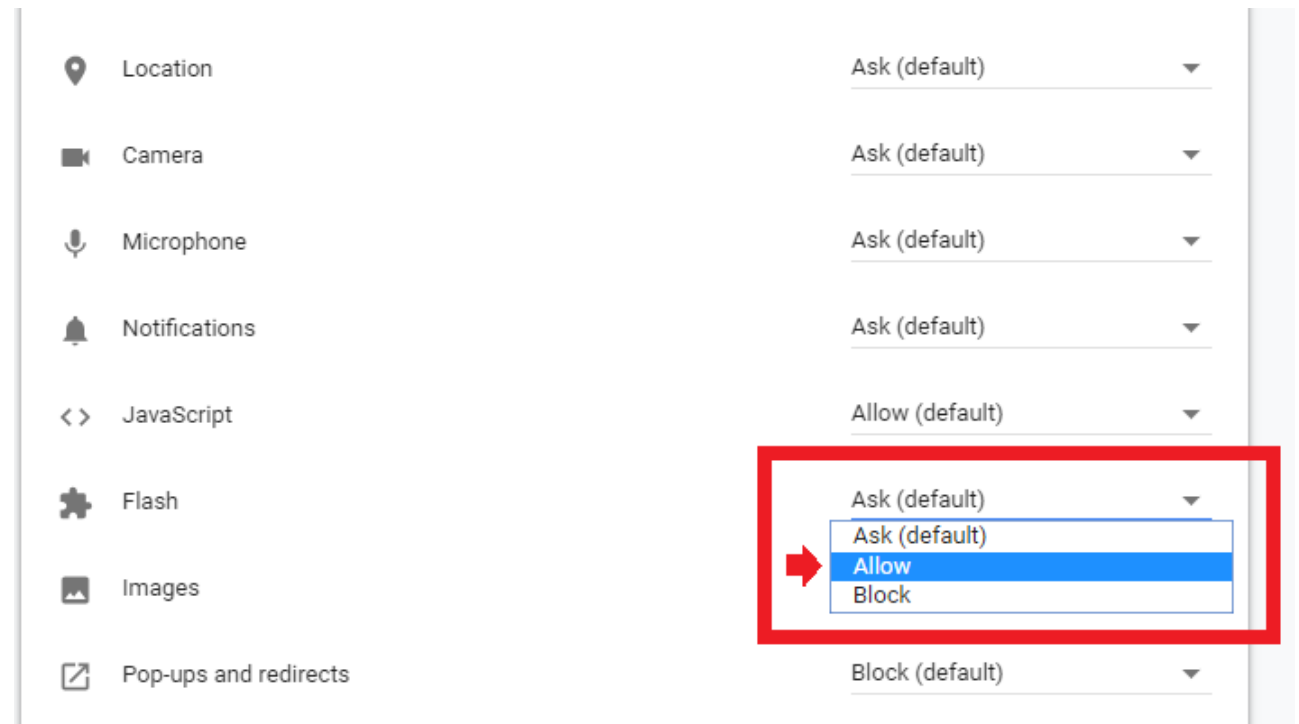 Location Ask (default)
Camera Ask (default)
Microphone Ask (default)
Notifications Ask (default)
JavaScript Allow (default)
Flash Ask (default)
Ask (default)
Allow
Images
Block
Pop-ups and redirects Block (default)